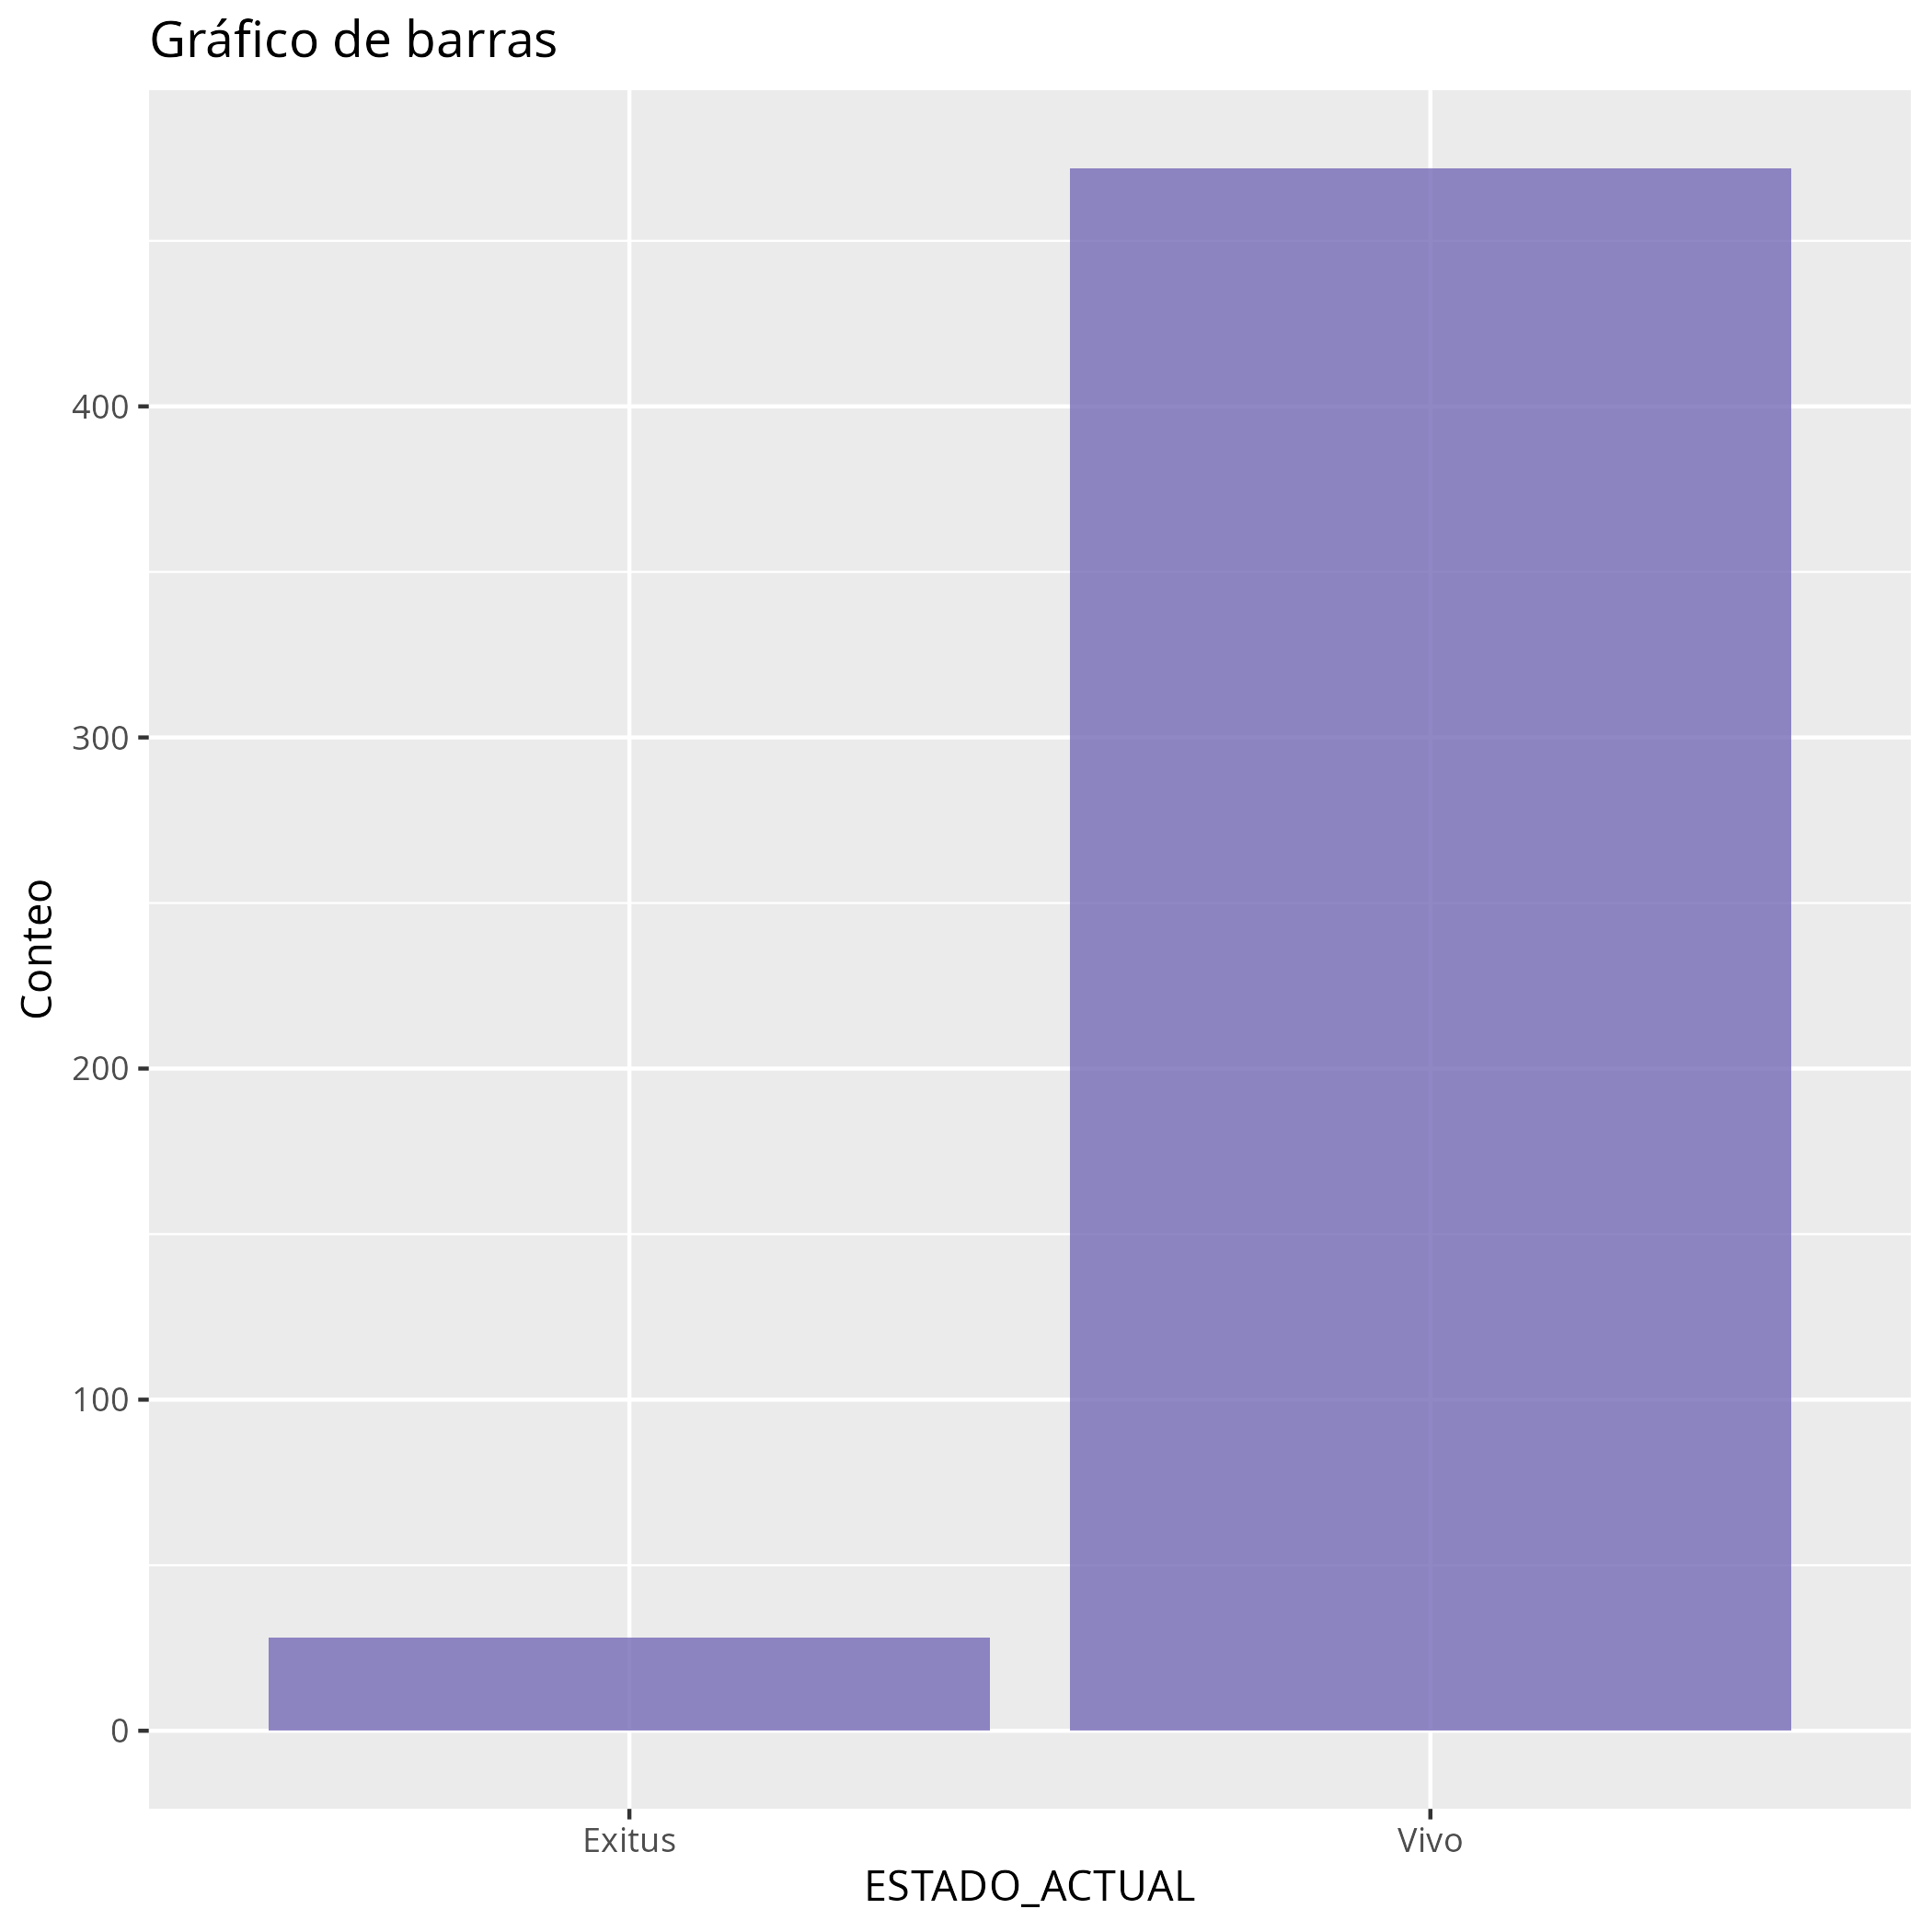 Gráfico de barras
Conteo
400
300
200
100
0
Exitus
Vivo
ESTADO_ACTUAL